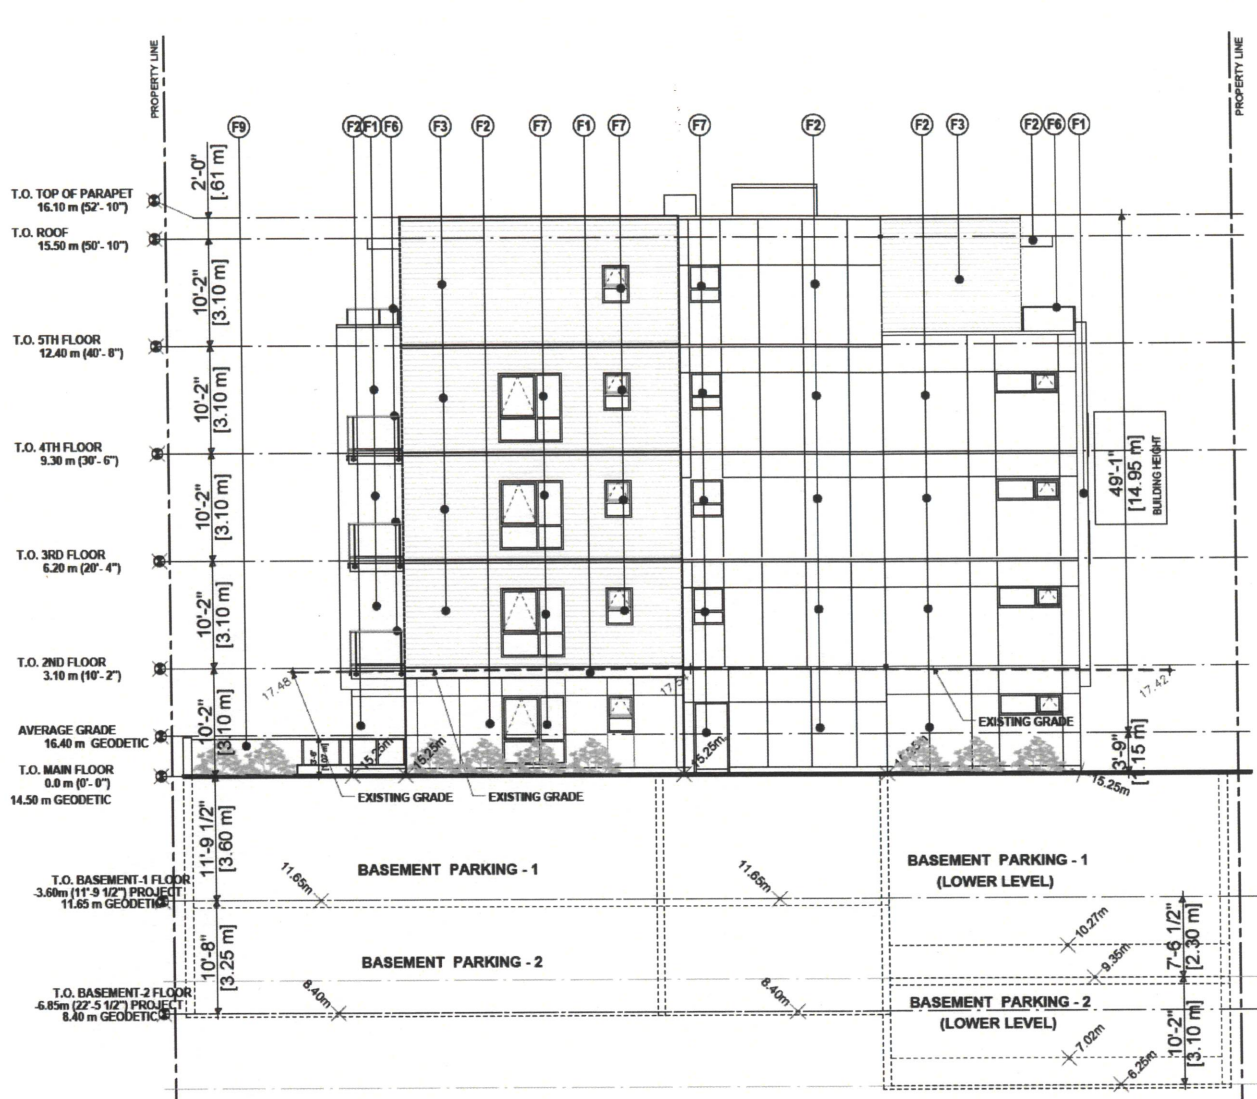 PROPERTY LINE
PROPERTY LINE
F9
F2
F1
F6
F3
F2
F7
F1
F7
F7
F2
F2
F3
F2
F6
F1
2'-0"
[.61 m]
T.O. TOP OF PARAPET
16.10 m (52'- 10")
T.O. ROOF
15.50 m (50'- 10")
10'-2"
[3.10 m]
T.O. 5TH FLOOR
12.40 m (40'- 8")
10'-2"
[3.10 m]
T.O. 4TH FLOOR
9.30 m (30'- 6")
49'-1"
[14.95 m]
BUILDING HEIGHT
10'-2"
[3.10 m]
T.O. 3RD FLOOR
6.20 m (20'- 4")
10'-2"
[3.10 m]
T.O. 2ND FLOOR
3.10 m (10'- 2")
17.48
17.42
10'-2"
[3.10 m]
EXISTING GRADE
AVERAGE GRADE
16.40 m GEODETIC
3'-9"
[1.15 m]
T.O. MAIN FLOOR
0.0 m (0'- 0")
14.50 m GEODETIC
15.25m
15.25m
15.25m
15.25m
EXISTING GRADE
EXISTING GRADE
11'-9 1/2"
[3.60 m]
BASEMENT PARKING - 1
BASEMENT PARKING - 1
(LOWER LEVEL)
T.O. BASEMENT-1 FLOOR
-3.60m (11'-9 1/2") PROJECT
11.65 m GEODETIC
11.65m
11.65m
10.27m
7'-6 1/2"
[2.30 m]
10'-8"
[3.25 m]
BASEMENT PARKING - 2
9.35m
T.O. BASEMENT-2 FLOOR
-6.85m (22'-5 1/2") PROJECT
8.40 m GEODETIC
8.40m
8.40m
BASEMENT PARKING - 2
(LOWER LEVEL)
10'-2"
[3.10 m]
7.02m
6.25m